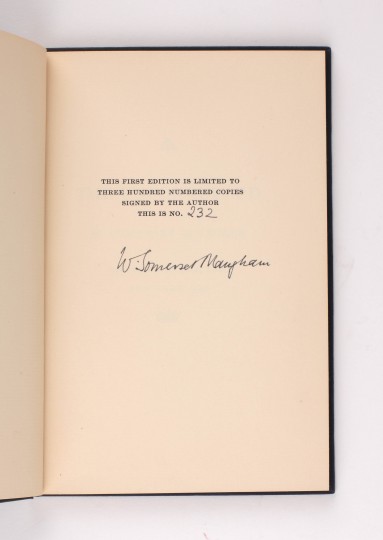 THIS FIRST EDITION IS LIMITED TO
THREE HUNDRED NUMBERED COPIES
SIGNED BY THE AUTHOR
THIS IS NO. 232
W. Somerset Maugham